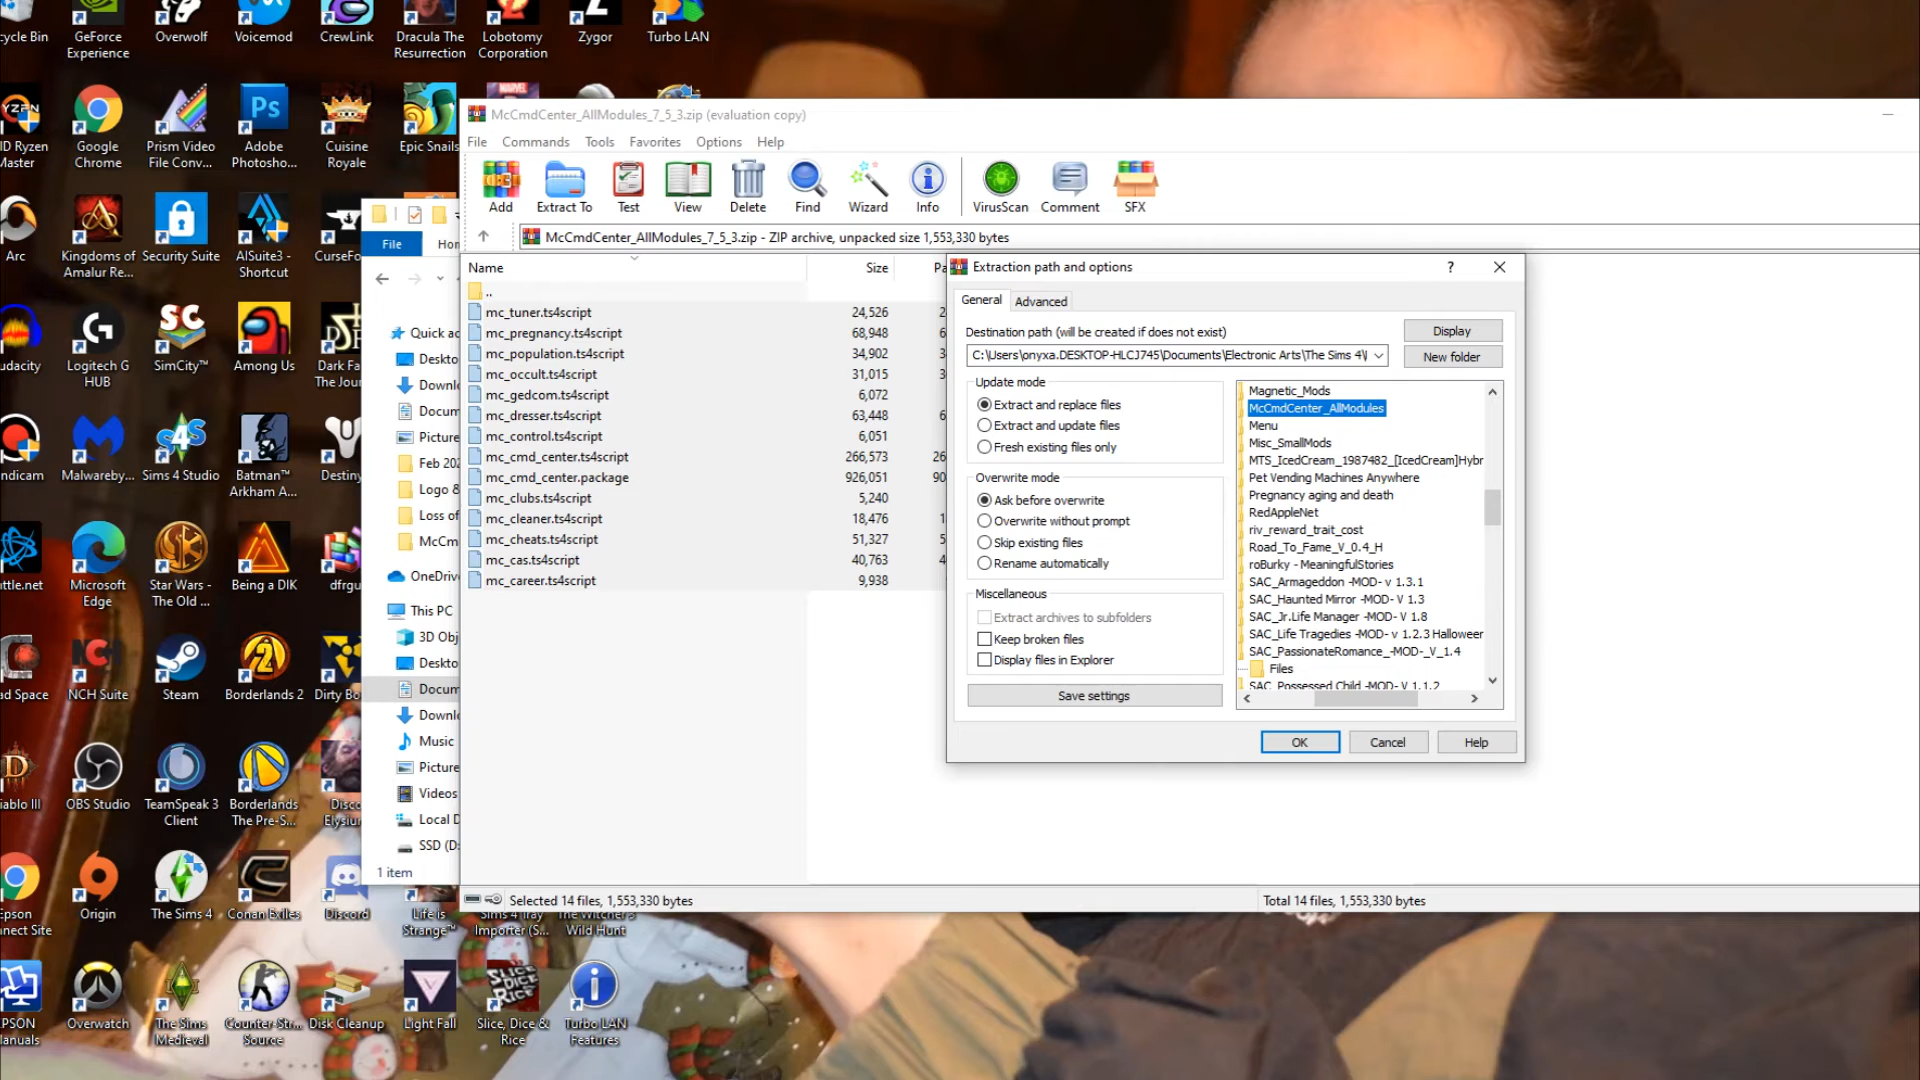 cycle Bin
GeForce Experience
Overwolf
Voicemod
CrewLink
Dracula The Resurrection
Lobotomy Corporation
Zygor
Turbo LAN
AMD Ryzen Master
Google Chrome
Prism Video File Conv...
Adobe Photosho...
Cuisine Royale
Epic Snails
Arc
Kingdoms of Amalur Re...
Security Suite
AISuite3 - Shortcut
CurseFo
udacity
Logitech G HUB
SimCity™
Among Us
Dark Fa
The Jour
ndicam
Malwareby...
Sims 4 Studio
Batman™ Arkham A...
Destiny
ttle.net
Microsoft Edge
Star Wars - The Old ...
Being a DIK
dfrgu
ad Space
NCH Suite
Steam
Borderlands 2
Dirty Bo
iablo III
OBS Studio
TeamSpeak 3 Client
Borderlands The Pre-S...
Disco
Elysium
Epson
nnect Site
Origin
The Sims 4
Conan Exiles
Discord
Life is Strange™
Sims 4 Tray Importer (S...
The Witcher 3 Wild Hunt
EPSON
Manuals
Overwatch
The Sims Medieval
Counter-Str... Source
Disk Cleanup
Light Fall
Slice, Dice & Rice
Turbo LAN Features
File
Hom
Quick ac
Deskto
Downlo
Docum
Picture
Feb 202
Logo &
Loss of
McCm
OneDrive
This PC
3D Obj
Deskto
Docum
Downlo
Music
Picture
Videos
Local D
SSD (D:
1 item
McCmdCenter_AllModules_7_5_3.zip (evaluation copy)
File Commands Tools Favorites Options Help
Add Extract To Test View Delete Find Wizard Info VirusScan Comment SFX
McCmdCenter_AllModules_7_5_3.zip - ZIP archive, unpacked size 1,553,330 bytes
Name Size Pa
..
mc_tuner.ts4script 24,526 2
mc_pregnancy.ts4script 68,948 6
mc_population.ts4script 34,902 3
mc_occult.ts4script 31,015 3
mc_gedcom.ts4script 6,072
mc_dresser.ts4script 63,448 6
mc_control.ts4script 6,051
mc_cmd_center.ts4script 266,573 26
mc_cmd_center.package 926,051 90
mc_clubs.ts4script 5,240
mc_cleaner.ts4script 18,476 1
mc_cheats.ts4script 51,327 5
mc_cas.ts4script 40,763 4
mc_career.ts4script 9,938
Selected 14 files, 1,553,330 bytes
Total 14 files, 1,553,330 bytes
Extraction path and options
General Advanced
Destination path (will be created if does not exist)
Display
C:\Users\onyxa.DESKTOP-HLCJ745\Documents\Electronic Arts\The Sims 4\
New folder
Update mode
Extract and replace files
Extract and update files
Fresh existing files only
Overwrite mode
Ask before overwrite
Overwrite without prompt
Skip existing files
Rename automatically
Miscellaneous
Extract archives to subfolders
Keep broken files
Display files in Explorer
Save settings
Magnetic_Mods
McCmdCenter_AllModules
Menu
Misc_SmallMods
MTS_IcedCream_1987482_[IcedCream]Hybr
Pet Vending Machines Anywhere
Pregnancy aging and death
RedAppleNet
riv_reward_trait_cost
Road_To_Fame_V_0.4_H
roBurky - MeaningfulStories
SAC_Armageddon -MOD- v 1.3.1
SAC_Haunted Mirror -MOD- V 1.3
SAC_Jr.Life Manager -MOD- V 1.8
SAC_Life Tragedies -MOD- v 1.2.3 Halloween
SAC_PassionateRomance_-MOD-_V_1.4
Files
SAC_Possessed Child -MOD- V 1.1.2
OK Cancel Help